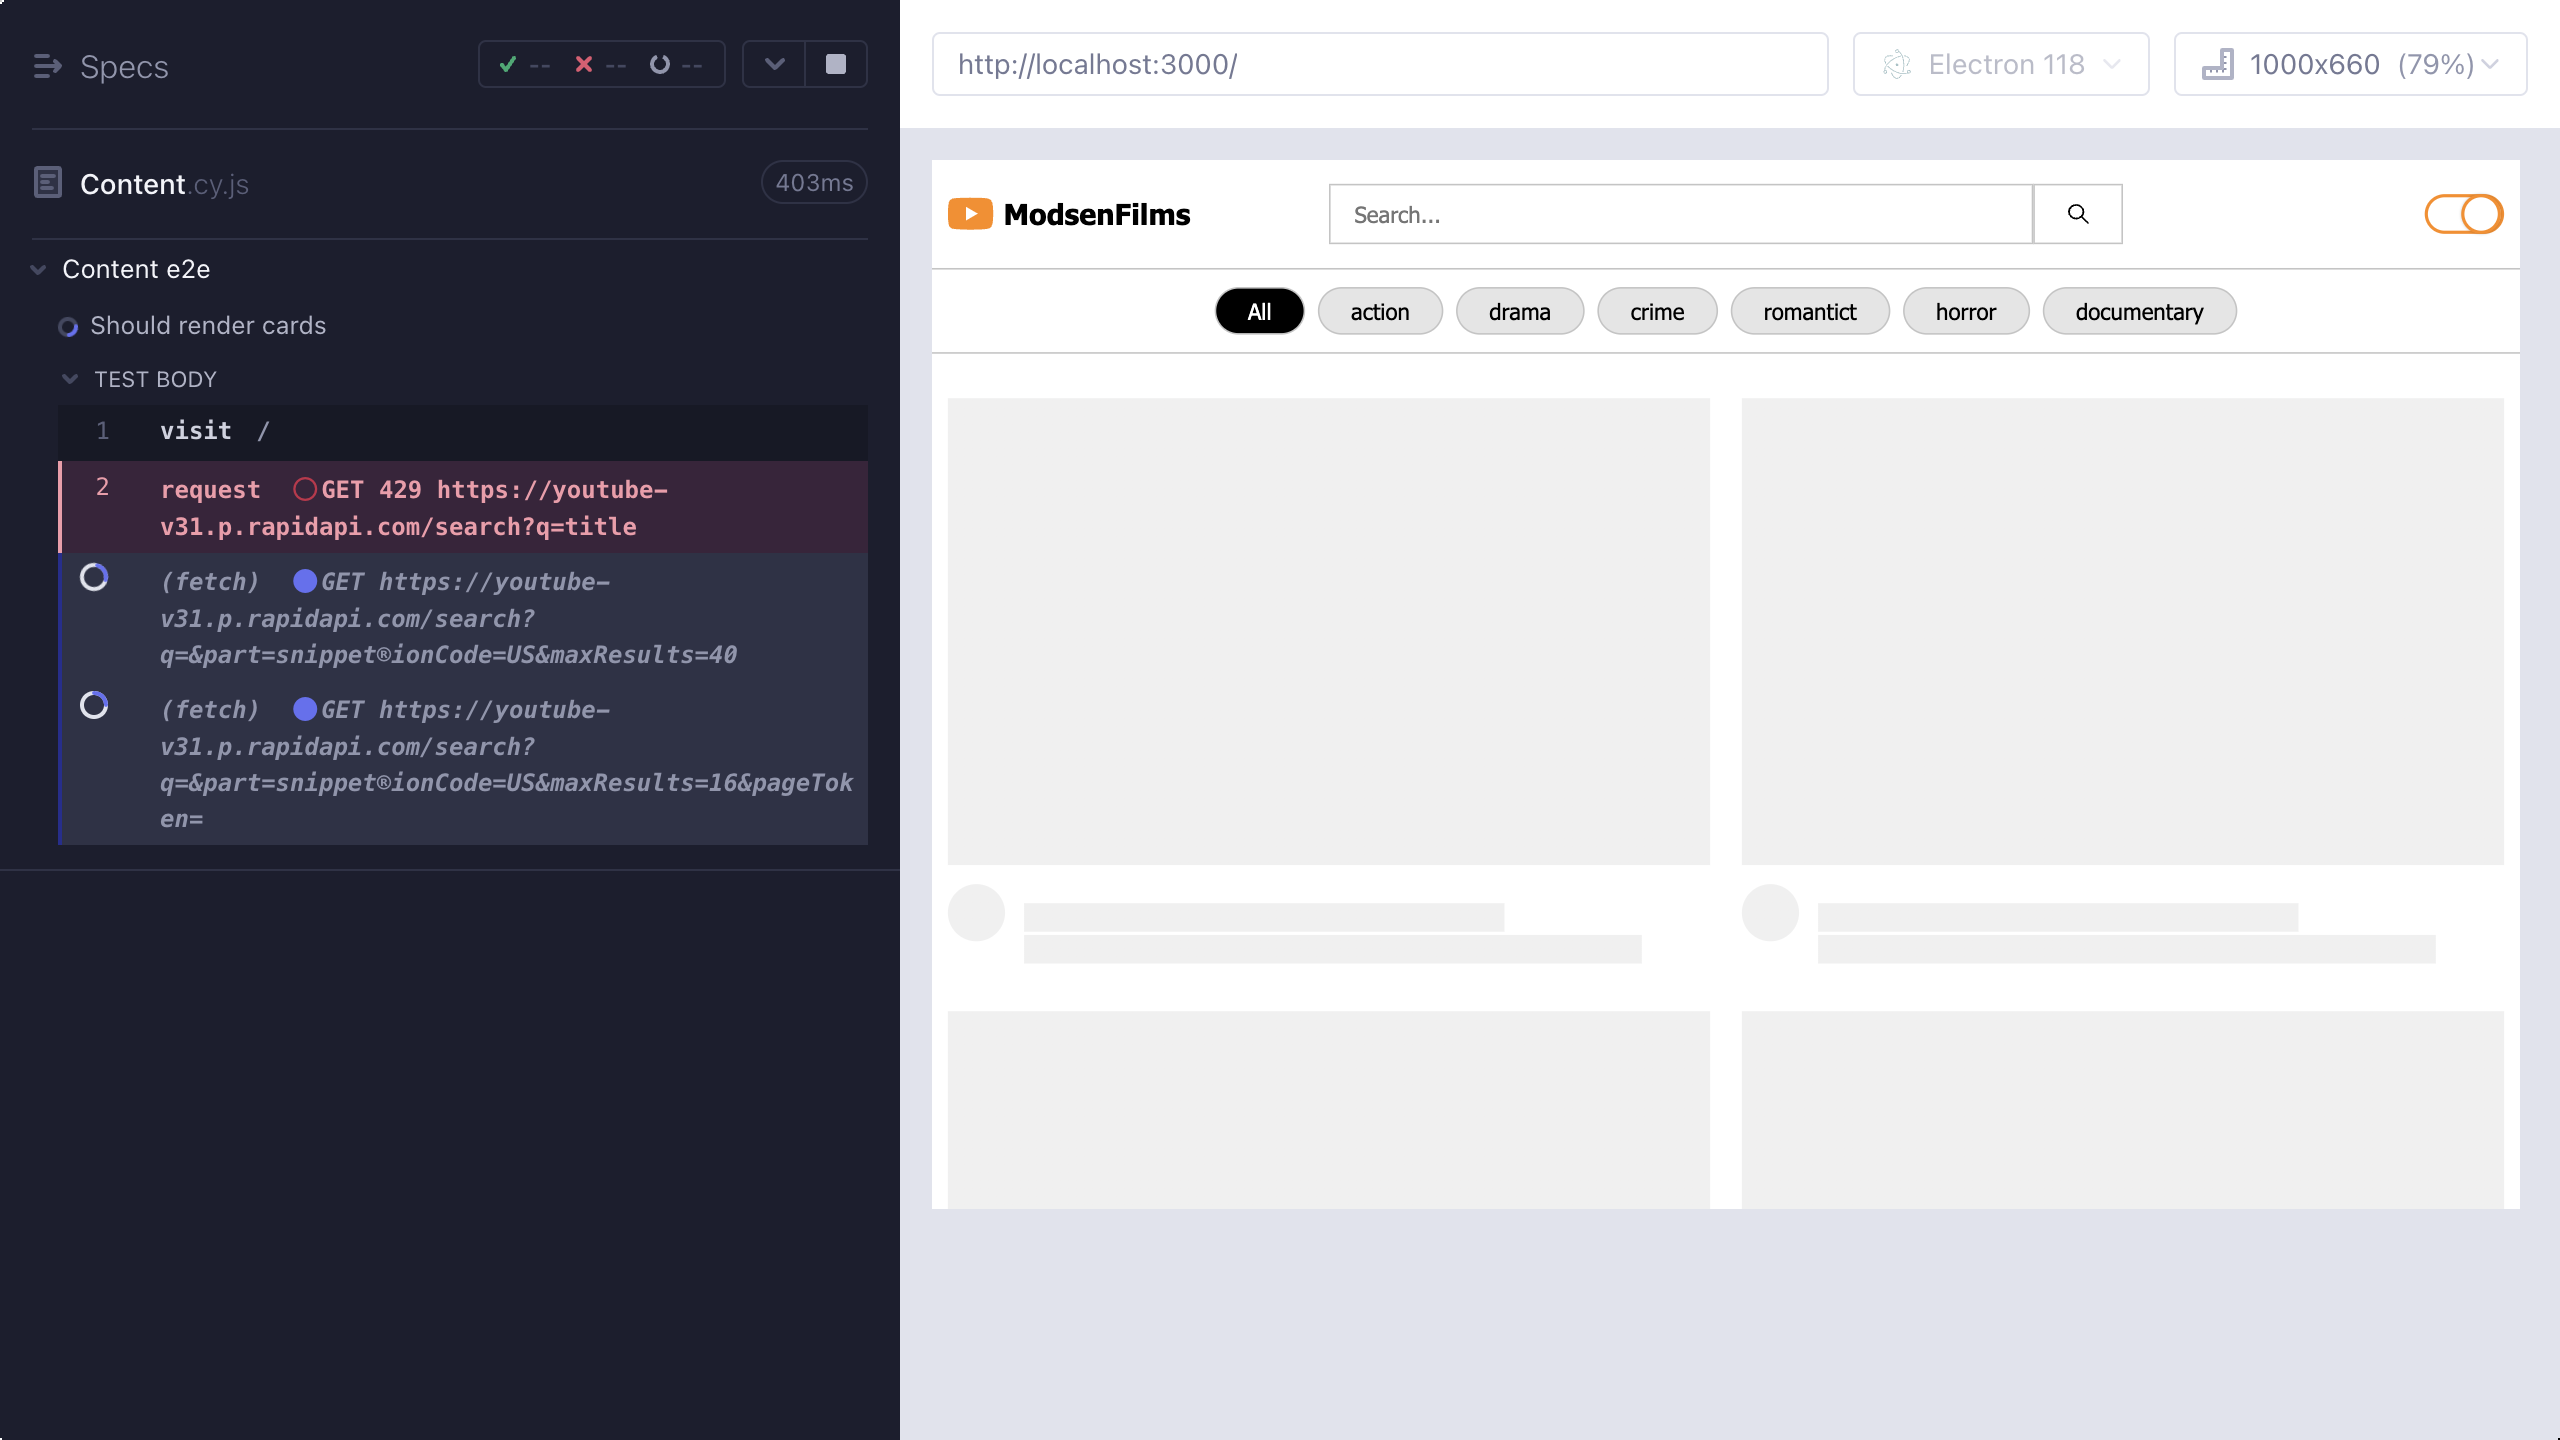 Specs
-- -- --
Content.cy.js
403ms
Content e2e
Should render cards
TEST BODY
1 visit /
2 request GET 429 https://youtube-
v31.p.rapidapi.com/search?q=title
(fetch) GET https://youtube-
v31.p.rapidapi.com/search?
q=&part=snippet®ionCode=US&maxResults=40
(fetch) GET https://youtube-
v31.p.rapidapi.com/search?
q=&part=snippet®ionCode=US&maxResults=16&pageTok
en=
http://localhost:3000/
Electron 118
1000x660 (79%)
ModsenFilms
Search...
All action drama crime romantict horror documentary